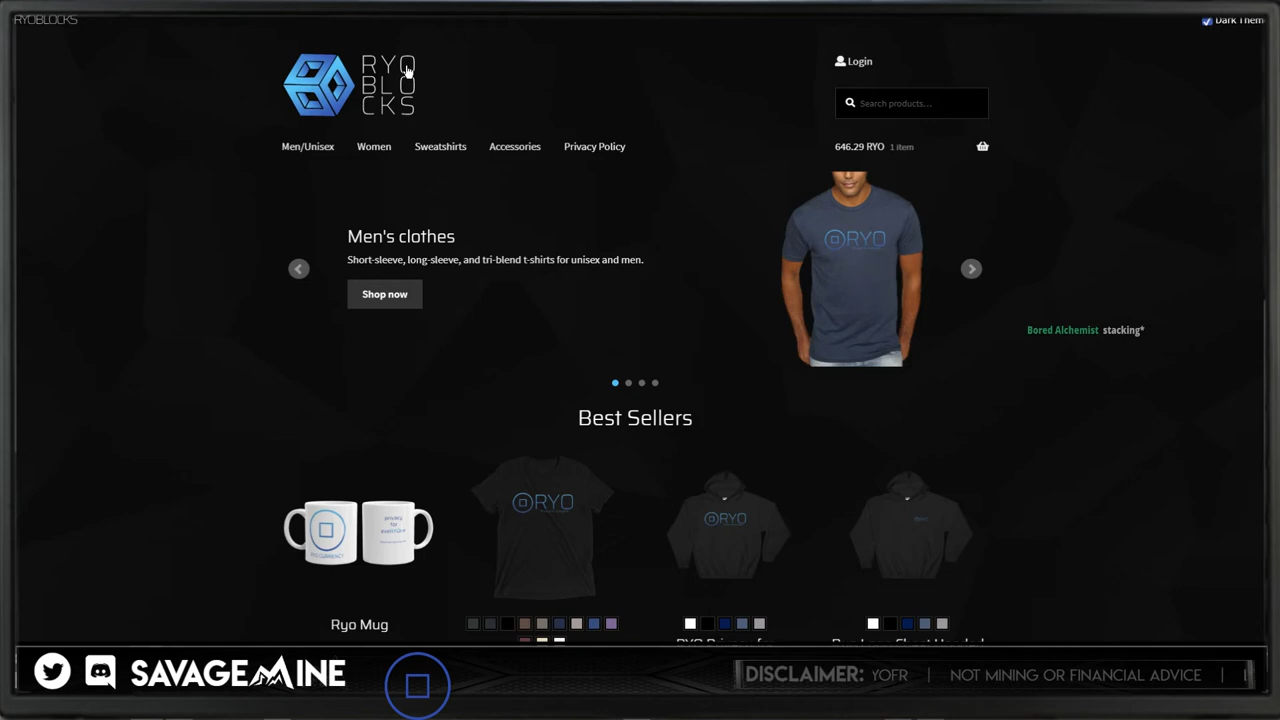 RYOBLOCKS
Dark Them
RYO
BLO
CKS
Login
Search products...
Men/Unisex Women Sweatshirts Accessories Privacy Policy
646.29 RYO 1 item
Men's clothes
Short-sleeve, long-sleeve, and tri-blend t-shirts for unisex and men.
Shop now
RYO
Bored Alchemist stacking*
Best Sellers
RYO
RYO
privacy
for
everyone
RYO CURRENCY
Ryo Mug
SAVAGEMINE
DISCLAIMER: YOFR | NOT MINING OR FINANCIAL ADVICE |